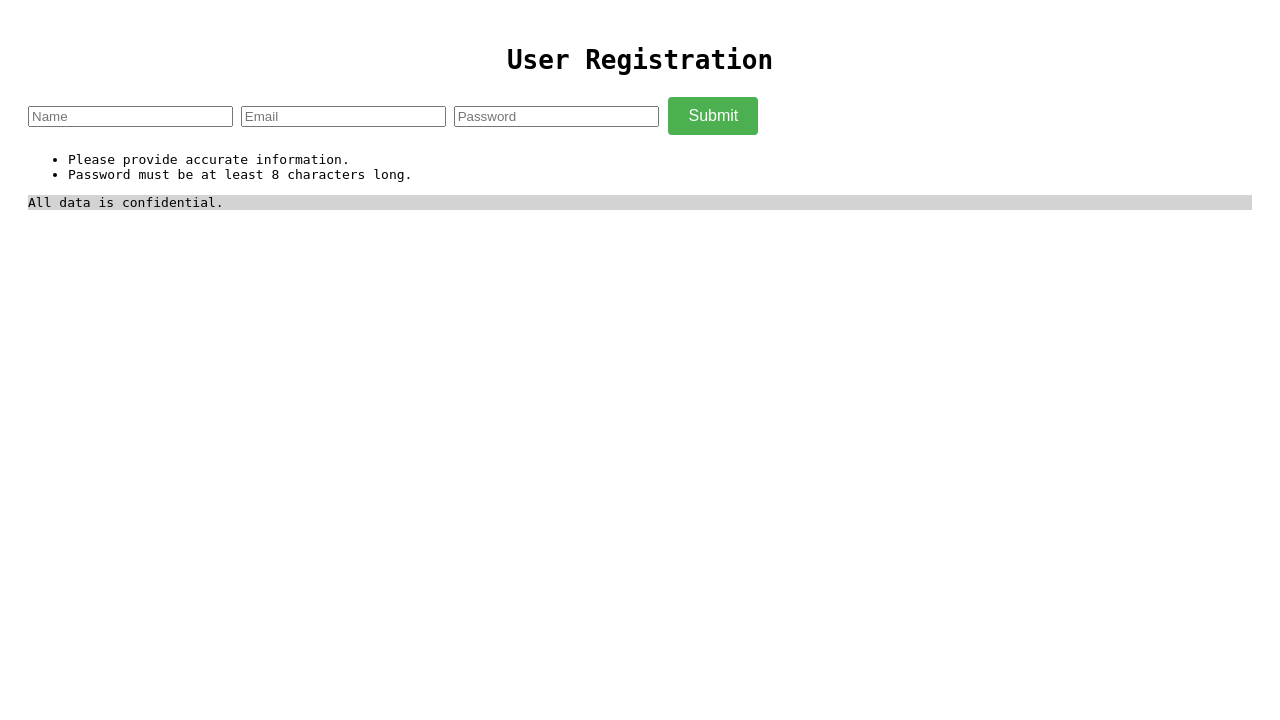 User Registration
Name Email Password Submit
Please provide accurate information.
Password must be at least 8 characters long.
All data is confidential.